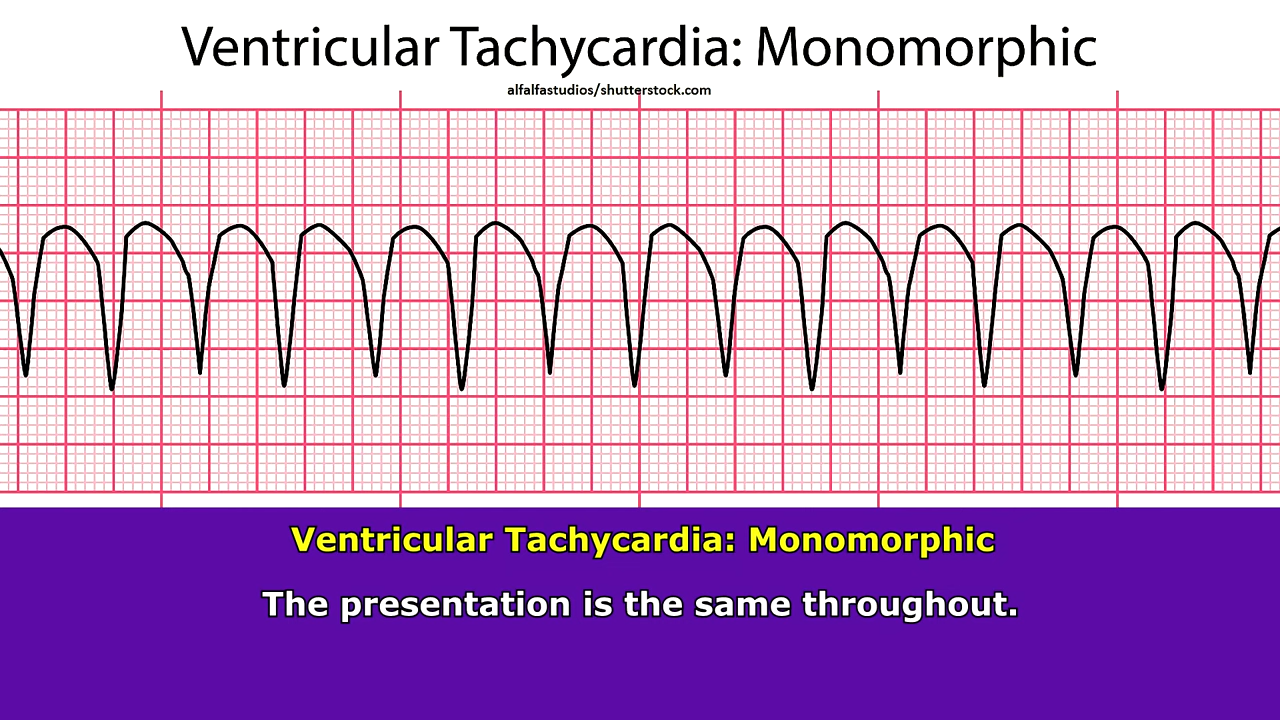 Ventricular Tachycardia: Monomorphic
alfalfastudios/shutterstock.com
Ventricular Tachycardia: Monomorphic
The presentation is the same throughout.